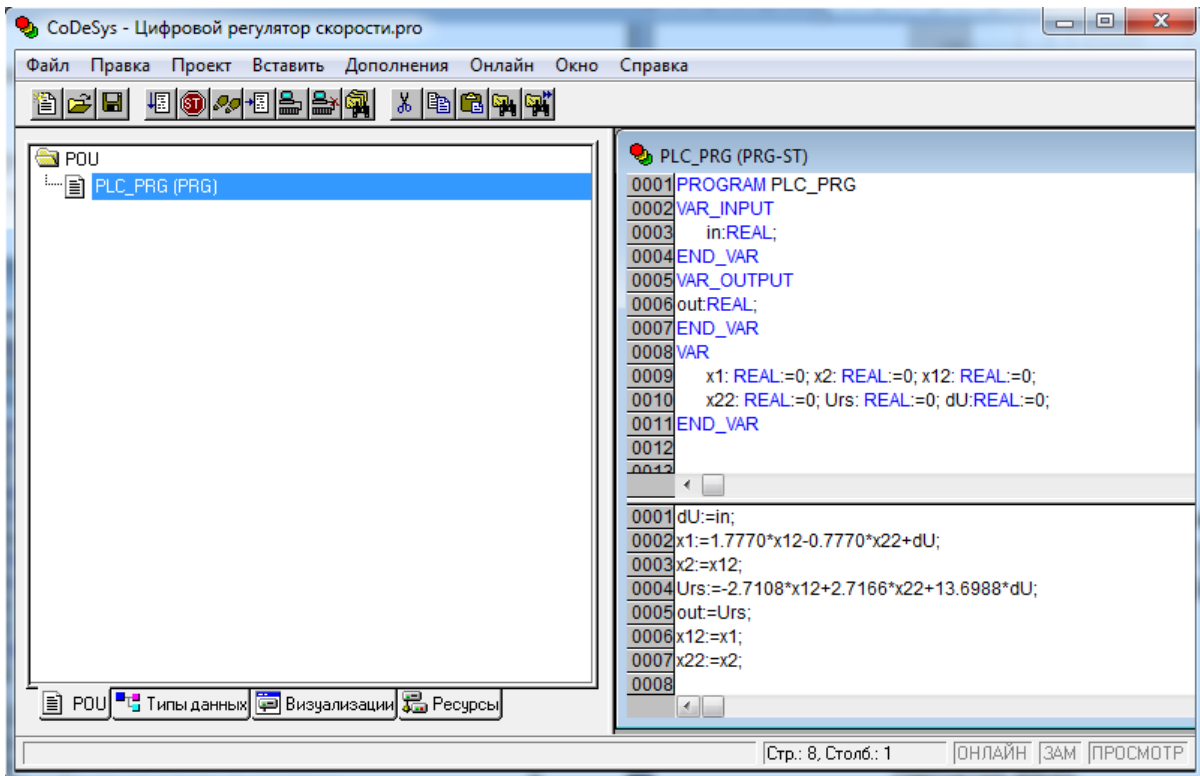 CoDeSys - Цифровой регулятор скорости.pro
Файл Правка Проект Вставить Дополнения Онлайн Окно Справка
POU
PLC_PRG (PRG)
PLC_PRG (PRG-ST)
0001 PROGRAM PLC_PRG
0002 VAR_INPUT
0003 in:REAL;
0004 END_VAR
0005 VAR_OUTPUT
0006 out:REAL;
0007 END_VAR
0008 VAR
0009 x1: REAL:=0; x2: REAL:=0; x12: REAL:=0;
0010 x22: REAL:=0; Urs: REAL:=0; dU:REAL:=0;
0011 END_VAR
0012
0013
0001 dU:=in;
0002 x1:=1.7770*x12-0.7770*x22+dU;
0003 x2:=x12;
0004 Urs:=-2.7108*x12+2.7166*x22+13.6988*dU;
0005 out:=Urs;
0006 x12:=x1;
0007 x22:=x2;
0008
POU Типы данных Визуализации Ресурсы
Стр.: 8, Столб.: 1 ОНЛАЙН ЗАМ ПРОСМОТР